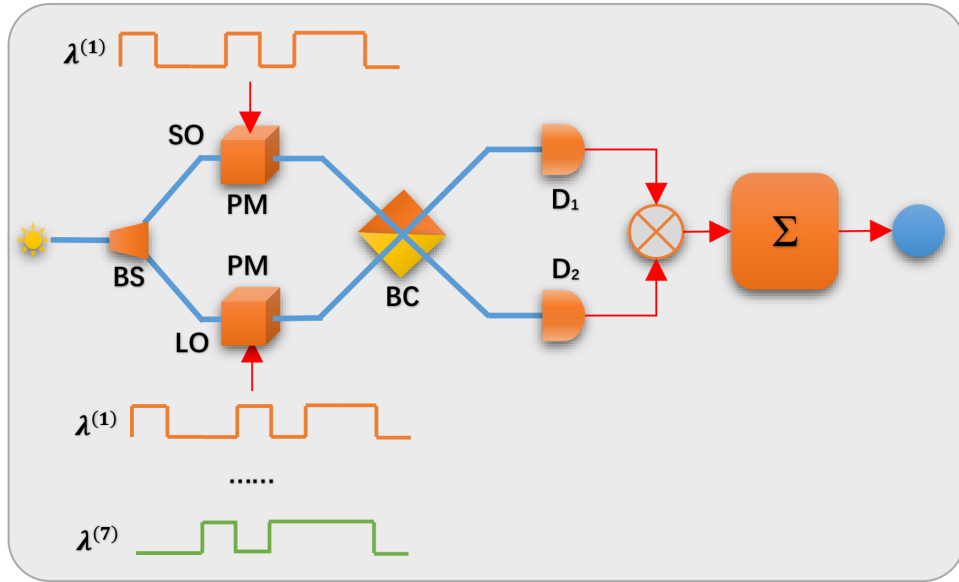 λ⁽¹⁾
SO
PM
D₁
Σ
BS
PM
BC
D₂
LO
λ⁽¹⁾
......
λ⁽⁷⁾